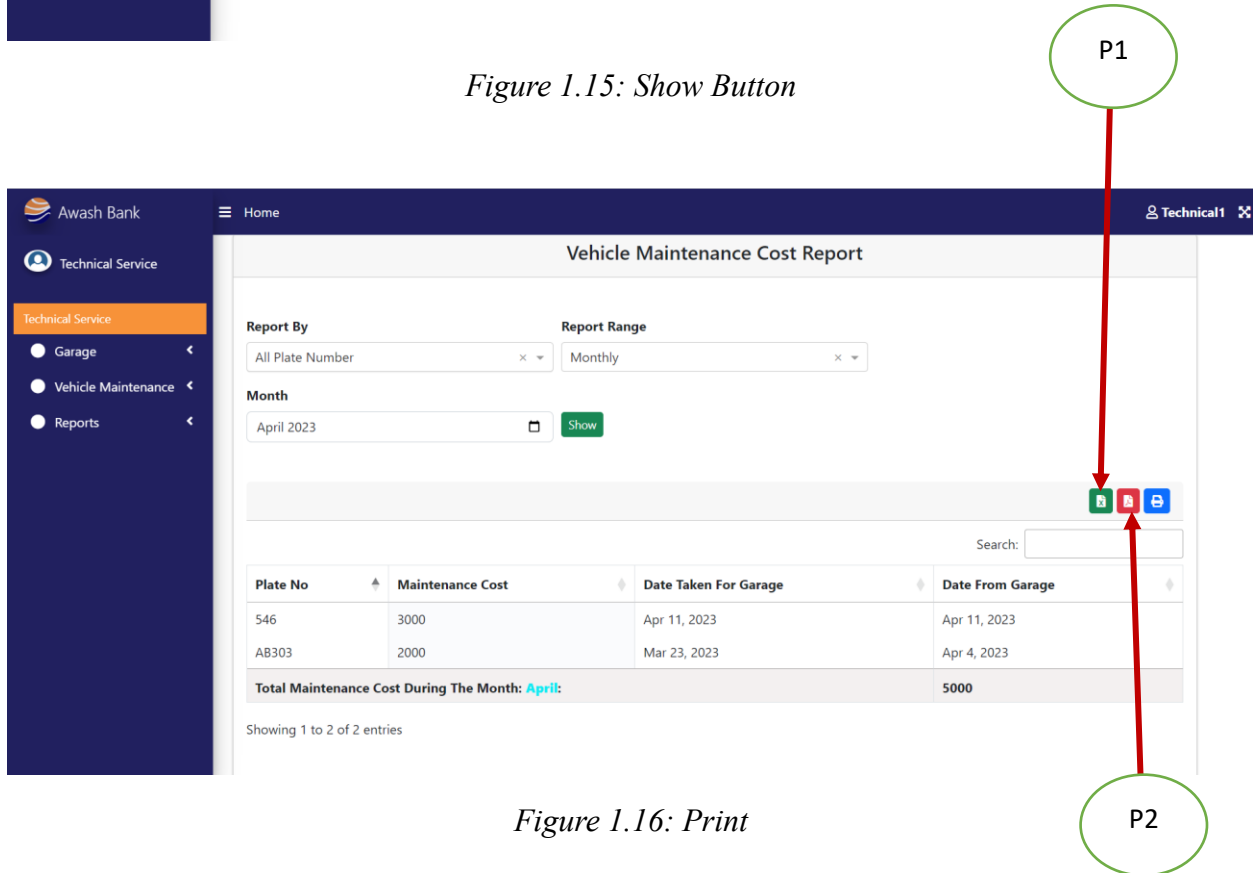 P1
Figure 1.15: Show Button
Awash Bank
Home
Technical1
Technical Service
Vehicle Maintenance Cost Report
Technical Service
Garage
Vehicle Maintenance
Reports
Report By
Report Range
All Plate Number
Monthly
Month
April 2023
Show
Search:
Plate No Maintenance Cost Date Taken For Garage Date From Garage
546 3000 Apr 11, 2023 Apr 11, 2023
AB303 2000 Mar 23, 2023 Apr 4, 2023
Total Maintenance Cost During The Month: April: 5000
Showing 1 to 2 of 2 entries
Figure 1.16: Print
P2